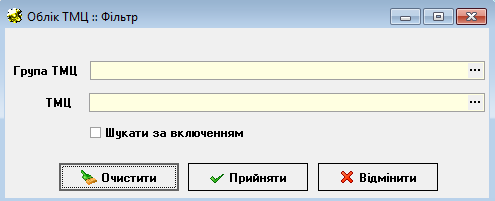 Облік ТМЦ :: Фільтр
Група ТМЦ ...
ТМЦ ...
Шукати за включенням
Очистити Прийняти Відмінити